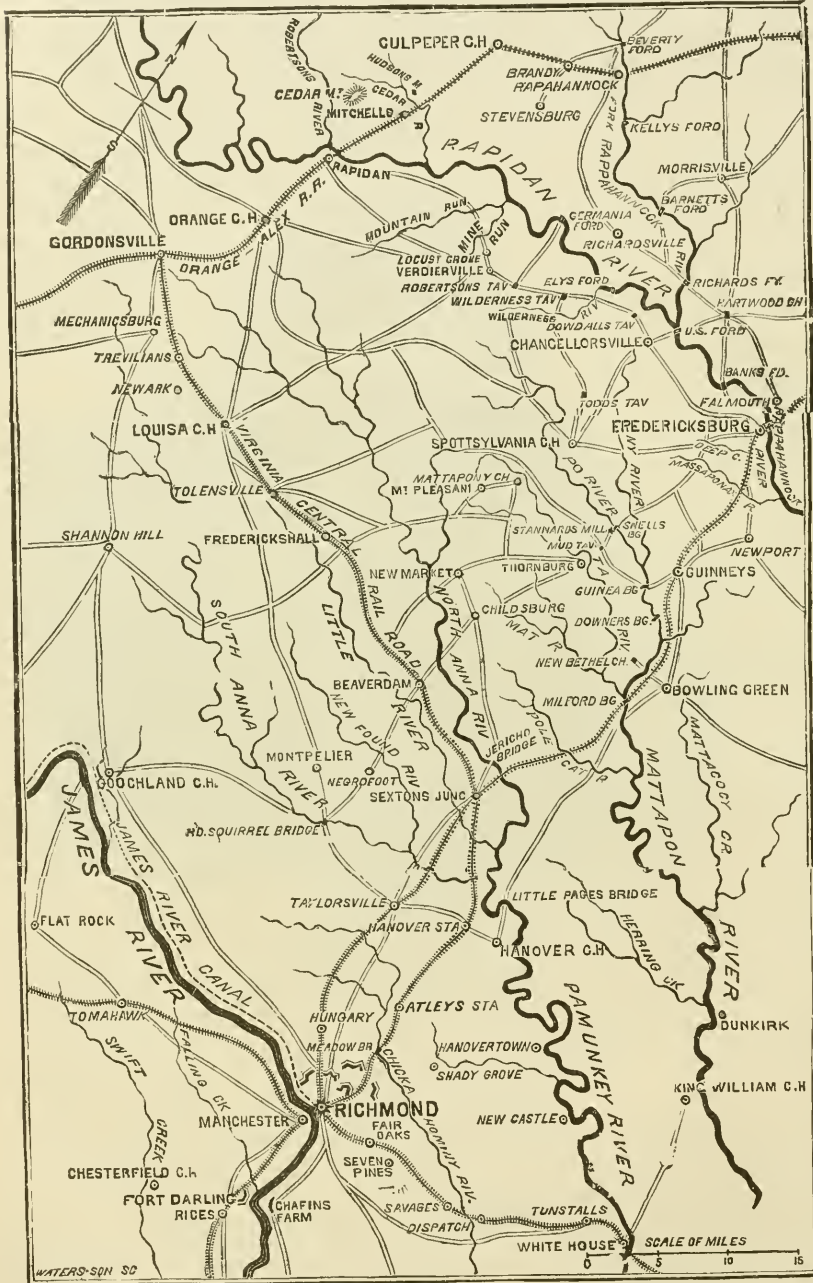 CULPEPER C.H
BEVERTY
FORD
ROBERTSONS
RIVER
HUDSONS M
BRANDY
RAPAHANNOCK
CEDAR MT
CEDAR
R
MITCHELLS
STEVENSBURG
FORK RAPPAHANNOCKE RIV
KELLYS FORD
N
S
RAPIDAN
RAPIDAN
RIVER
MORRISVILLE
BARNETTS
FORD
ORANGE C.H
MOUNTAIN RUN
MINE
RUN
GERMANIA
FORD
RICHARDSVILLE
GORDONSVILLE
ORANGE – ALEX R.R.
LOCUST GROVE
VERDIERVILLE
ROBERTSONS TAV
ELYS FORD
RICHARDS FY.
WILDERNESS TAV
HARTWOOD CH
MECHANICSBURG
WILDERNESS RIV
DOWDALLS TAV
U.S. FORD
CHANCELLORSVILLE
TREVILIANS
BANKS FD.
NEWARK
TODDS TAV
FALMOUTH
LOUISA C.H
FREDERICKSBURG
RAPPAHANNOCK
RIVER
SPOTTSYLVANIA C.H
DEEP C.
VIRGINIA
CENTRAL
RAIL ROAD
MATTAPONY CH
MT PLEASANT
PO RIVER
NY RIVER
MASSAPONAX
R
TOLENSVILLE
STANNARDS MILL
SNELLS
BG
SHANNON HILL
FREDERICKSHALL
MUD TAV
TA
RIV.
NEWPORT
THORNBURG
NEW MARKET
GUINNEYS
SOUTH ANNA
RIVER
LITTLE
RIVER
NORTH ANNA RIV
GUINEA BG
CHILDSBURG
DOWNERS BG.
MAT R
NEW BETHEL CH.
BEAVERDAM
BOWLING GREEN
MILFORD BG.
NEW FOUND RIV
MONTPELIER
JERICHO
BRIDGE
POLE CAT R
MATTAPON
RIVER
MATTACOCY CR
GOOCHLAND C.H.
NEGROFOOT
SEXTONS JUNC
JAMES
RIVER
JAMES
RIVER
CANAL
G'D. SQUIRREL BRIDGE
TAYLORSVILLE
LITTLE PAGES BRIDGE
FLAT ROCK
HANOVER STA
HANOVER C.H
HERRING CK
TOMAHAWK
HUNGARY
ATLEYS STA
PAMUNKEY RIVER
DUNKIRK
MEADOW BR
HANOVERTOWN
SWIFT
CREEK
FALLING CK
CHICKAHOMINY RIV.
SHADY GROVE
KING WILLIAM C.H
RICHMOND
MANCHESTER
FAIR
OAKS
NEW CASTLE
SEVEN
PINES
CHESTERFIELD C.h
FORT DARLING
RICES
CHAFINS
FARM
SAVAGES
DISPATCH
TUNSTALLS
WHITE HOUSE
SCALE OF MILES
0 5 10 15
WATERS-SON SC